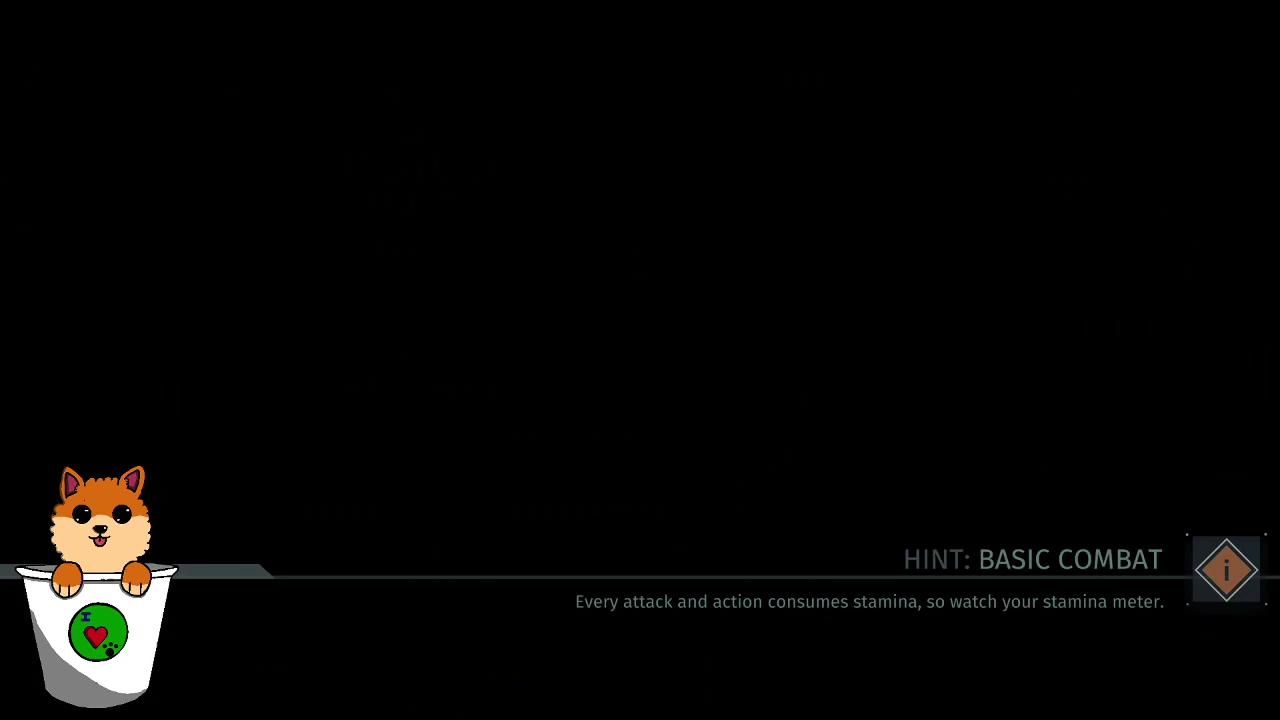 HINT: BASIC COMBAT
Every attack and action consumes stamina, so watch your stamina meter.
i
I